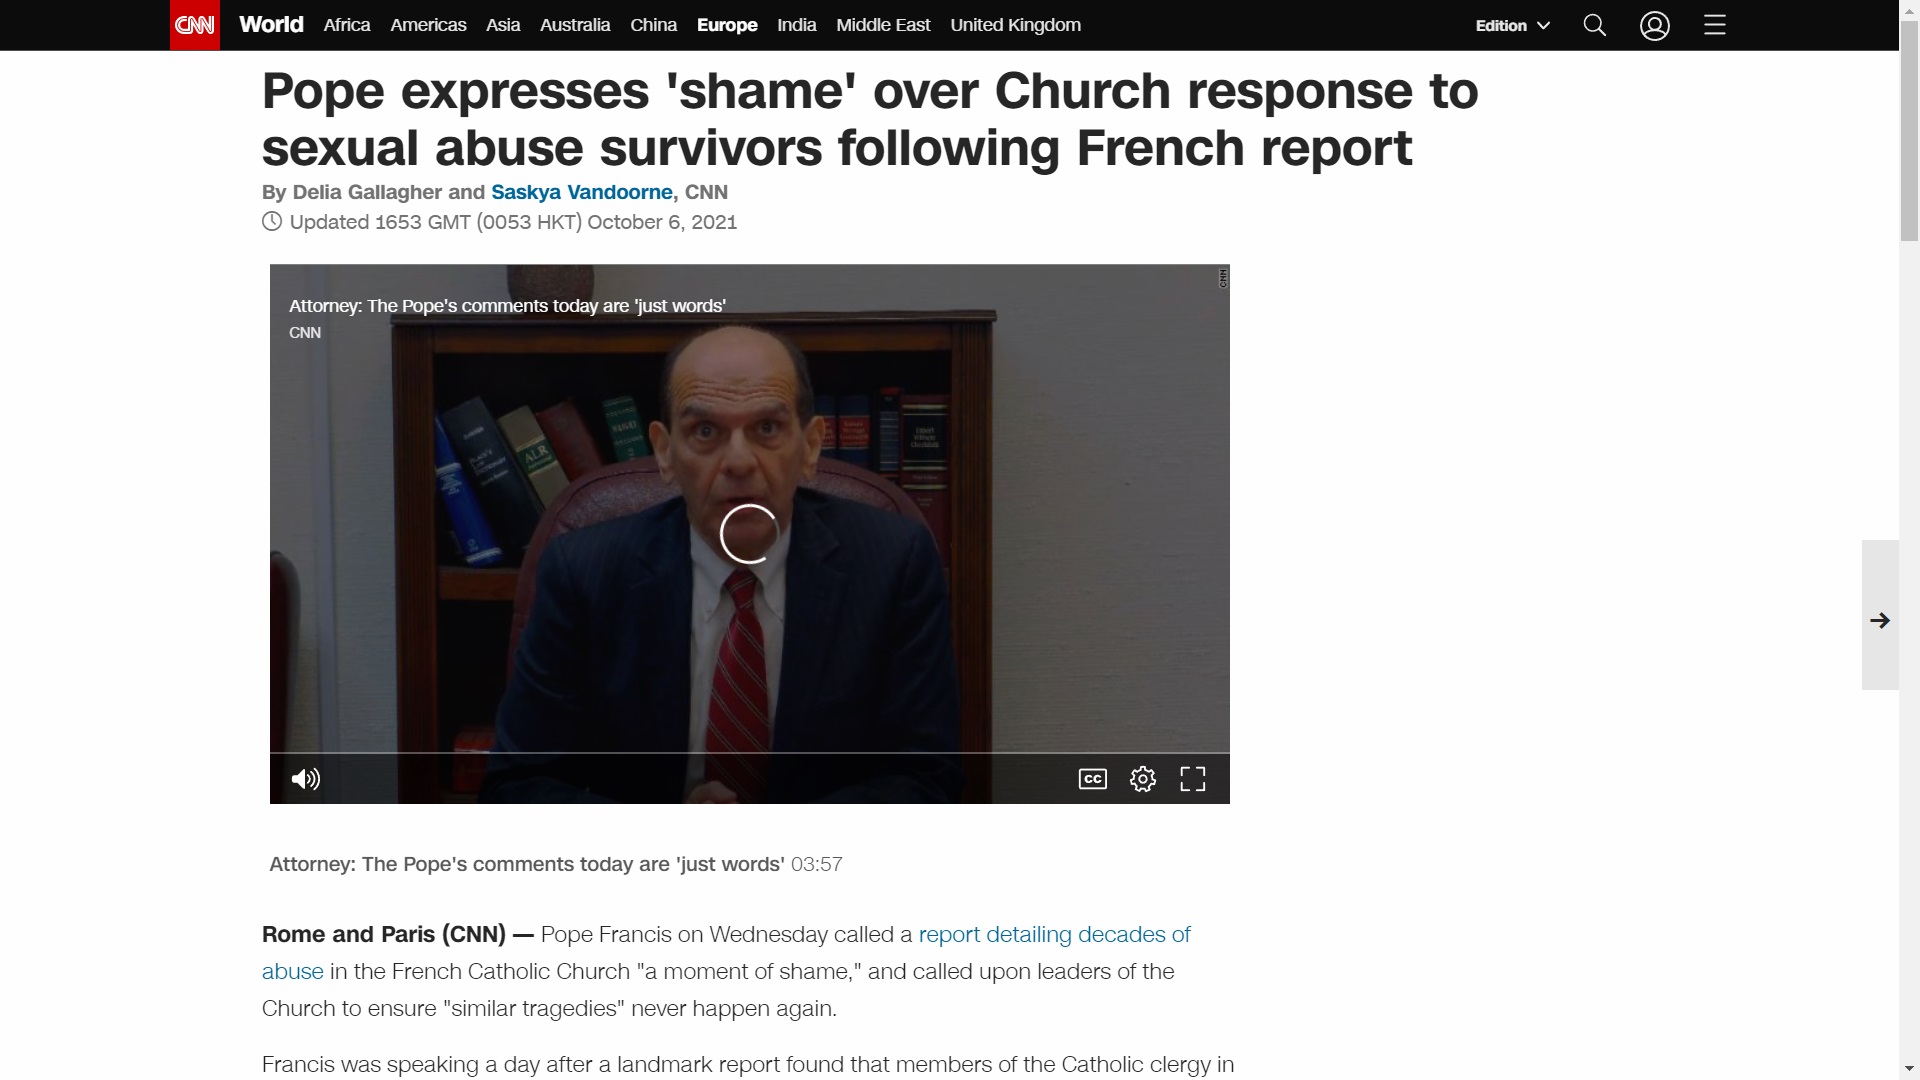 CNN World Africa Americas Asia Australia China Europe India Middle East United Kingdom Edition
Pope expresses 'shame' over Church response to
sexual abuse survivors following French report
By Delia Gallagher and Saskya Vandoorne, CNN
Updated 1653 GMT (0053 HKT) October 6, 2021
CNN
Attorney: The Pope's comments today are 'just words'
CNN
ALR
CC
Attorney: The Pope's comments today are 'just words' 03:57
Rome and Paris (CNN) — Pope Francis on Wednesday called a report detailing decades of
abuse in the French Catholic Church "a moment of shame," and called upon leaders of the
Church to ensure "similar tragedies" never happen again.
Francis was speaking a day after a landmark report found that members of the Catholic clergy in